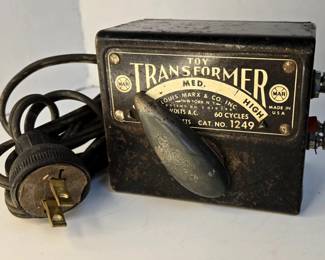 TOY
TRANSFORMER
MED.
HIGH
MAR
MAR
LOUIS MARX & CO. INC.
NEW YORK N.Y.
MADE IN
U.S.A.
VOLTS A.C. 60 CYCLES
CAT. NO. 1249